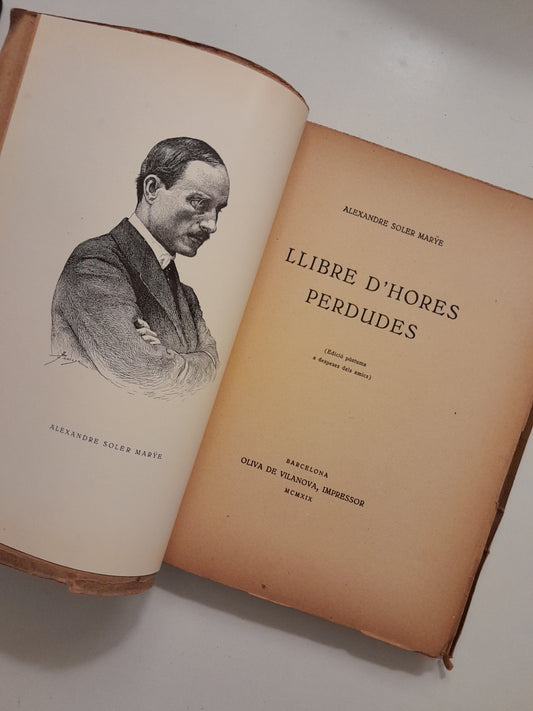 ALEXANDRE SOLER MARŸE
ALEXANDRE SOLER MARŸE
LLIBRE D'HORES
PERDUDES
(Edició pòstuma
a despeses dels amics)
BARCELONA
OLIVA DE VILANOVA, IMPRESSOR
MCMXIX